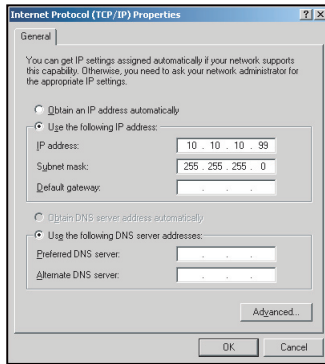 Internet Protocol (TCP/IP) Properties
General
You can get IP settings assigned automatically if your network supports
this capability. Otherwise, you need to ask your network administrator for
the appropriate IP settings.
Obtain an IP address automatically
Use the following IP address:
IP address: 10 . 10 . 10 . 99
Subnet mask: 255 . 255 . 255 . 0
Default gateway: . . .
Obtain DNS server address automatically
Use the following DNS server addresses:
Preferred DNS server: . . .
Alternate DNS server: . . .
Advanced...
OK Cancel